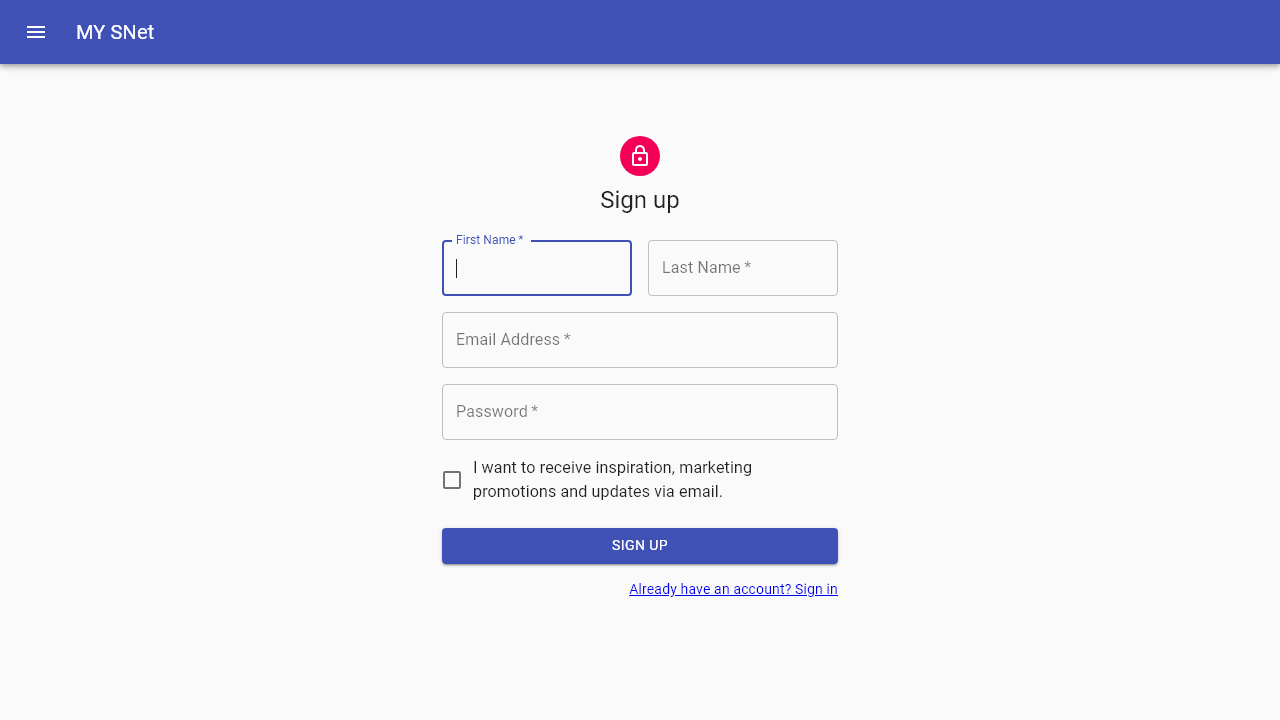 MY SNet
Sign up
First Name *
Last Name *
Email Address *
Password *
I want to receive inspiration, marketing
promotions and updates via email.
SIGN UP
Already have an account? Sign in